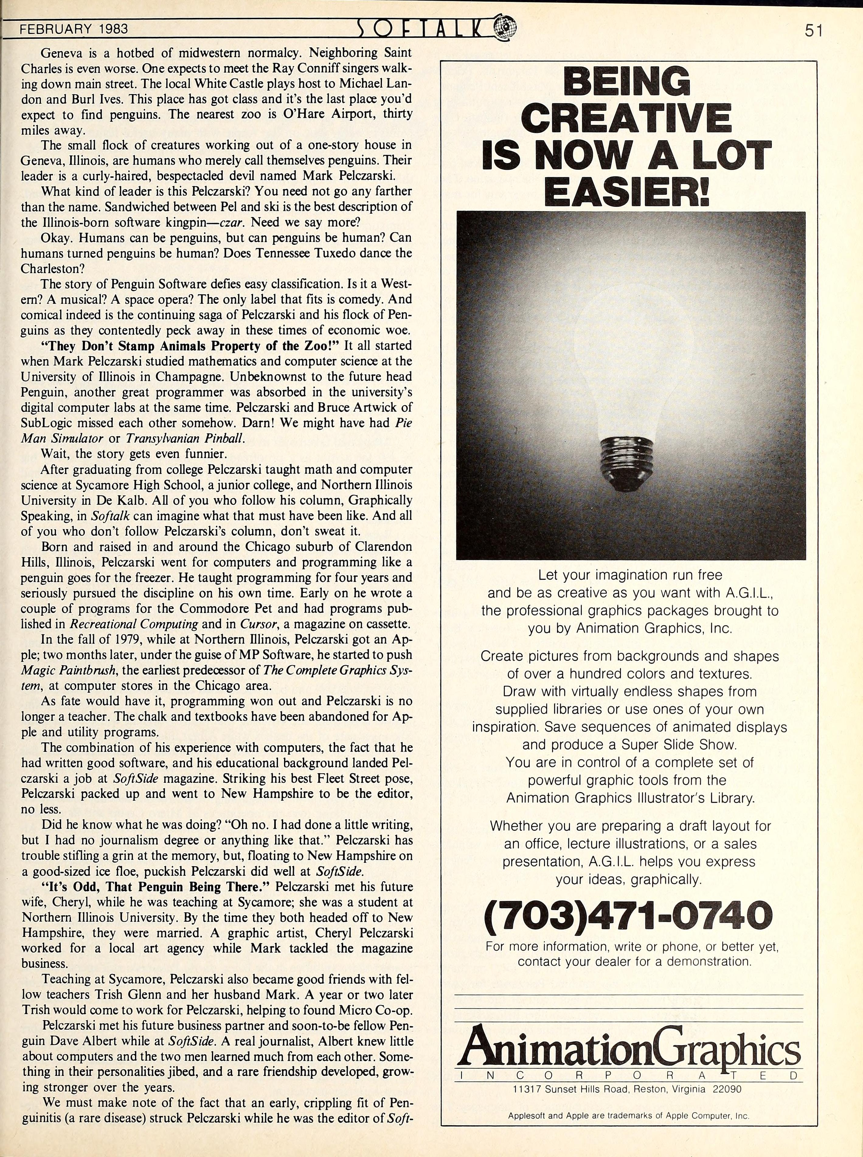 FEBRUARY 1983
SOFTALK
51
Geneva is a hotbed of midwestern normalcy. Neighboring Saint
Charles is even worse. One expects to meet the Ray Conniff singers walk-
ing down main street. The local White Castle plays host to Michael Lan-
don and Burl Ives. This place has got class and it's the last place you'd
expect to find penguins. The nearest zoo is O'Hare Airport, thirty
miles away.
The small flock of creatures working out of a one-story house in
Geneva, Illinois, are humans who merely call themselves penguins. Their
leader is a curly-haired, bespectacled devil named Mark Pelczarski.
What kind of leader is this Pelczarski? You need not go any farther
than the name. Sandwiched between Pel and ski is the best description of
the Illinois-born software kingpin—czar. Need we say more?
Okay. Humans can be penguins, but can penguins be human? Can
humans turned penguins be human? Does Tennessee Tuxedo dance the
Charleston?
The story of Penguin Software defies easy classification. Is it a West-
ern? A musical? A space opera? The only label that fits is comedy. And
comical indeed is the continuing saga of Pelczarski and his flock of Pen-
guins as they contentedly peck away in these times of economic woe.
"They Don't Stamp Animals Property of the Zoo!" It all started
when Mark Pelczarski studied mathematics and computer science at the
University of Illinois in Champagne. Unbeknownst to the future head
Penguin, another great programmer was absorbed in the university's
digital computer labs at the same time. Pelczarski and Bruce Artwick of
SubLogic missed each other somehow. Darn! We might have had Pie
Man Simulator or Transylvanian Pinball.
Wait, the story gets even funnier.
After graduating from college Pelczarski taught math and computer
science at Sycamore High School, a junior college, and Northern Illinois
University in De Kalb. All of you who follow his column, Graphically
Speaking, in Softalk can imagine what that must have been like. And all
of you who don't follow Pelczarski's column, don't sweat it.
Born and raised in and around the Chicago suburb of Clarendon
Hills, Illinois, Pelczarski went for computers and programming like a
penguin goes for the freezer. He taught programming for four years and
seriously pursued the discipline on his own time. Early on he wrote a
couple of programs for the Commodore Pet and had programs pub-
lished in Recreational Computing and in Cursor, a magazine on cassette.
In the fall of 1979, while at Northern Illinois, Pelczarski got an Ap-
ple; two months later, under the guise of MP Software, he started to push
Magic Paintbrush, the earliest predecessor of The Complete Graphics Sys-
tem, at computer stores in the Chicago area.
As fate would have it, programming won out and Pelczarski is no
longer a teacher. The chalk and textbooks have been abandoned for Ap-
ple and utility programs.
The combination of his experience with computers, the fact that he
had written good software, and his educational background landed Pel-
czarski a job at SoftSide magazine. Striking his best Fleet Street pose,
Pelczarski packed up and went to New Hampshire to be the editor,
no less.
Did he know what he was doing? "Oh no. I had done a little writing,
but I had no journalism degree or anything like that." Pelczarski has
trouble stifling a grin at the memory, but, floating to New Hampshire on
a good-sized ice floe, puckish Pelczarski did well at SoftSide.
"It's Odd, That Penguin Being There." Pelczarski met his future
wife, Cheryl, while he was teaching at Sycamore; she was a student at
Northern Illinois University. By the time they both headed off to New
Hampshire, they were married. A graphic artist, Cheryl Pelczarski
worked for a local art agency while Mark tackled the magazine
business.
Teaching at Sycamore, Pelczarski also became good friends with fel-
low teachers Trish Glenn and her husband Mark. A year or two later
Trish would come to work for Pelczarski, helping to found Micro Co-op.
Pelczarski met his future business partner and soon-to-be fellow Pen-
guin Dave Albert while at SoftSide. A real journalist, Albert knew little
about computers and the two men learned much from each other. Some-
thing in their personalities jibed, and a rare friendship developed, grow-
ing stronger over the years.
We must make note of the fact that an early, crippling fit of Pen-
guinitis (a rare disease) struck Pelczarski while he was the editor of Soft-
BEING
CREATIVE
IS NOW A LOT
EASIER!
Let your imagination run free
and be as creative as you want with A.G.I.L.,
the professional graphics packages brought to
you by Animation Graphics, Inc.
Create pictures from backgrounds and shapes
of over a hundred colors and textures.
Draw with virtually endless shapes from
supplied libraries or use ones of your own
inspiration. Save sequences of animated displays
and produce a Super Slide Show.
You are in control of a complete set of
powerful graphic tools from the
Animation Graphics Illustrator's Library.
Whether you are preparing a draft layout for
an office, lecture illustrations, or a sales
presentation, A.G.I.L. helps you express
your ideas, graphically.
(703)471-0740
For more information, write or phone, or better yet,
contact your dealer for a demonstration.
AnimationGraphics
INCORPORATED
11317 Sunset Hills Road, Reston, Virginia 22090
Applesoft and Apple are trademarks of Apple Computer, Inc.